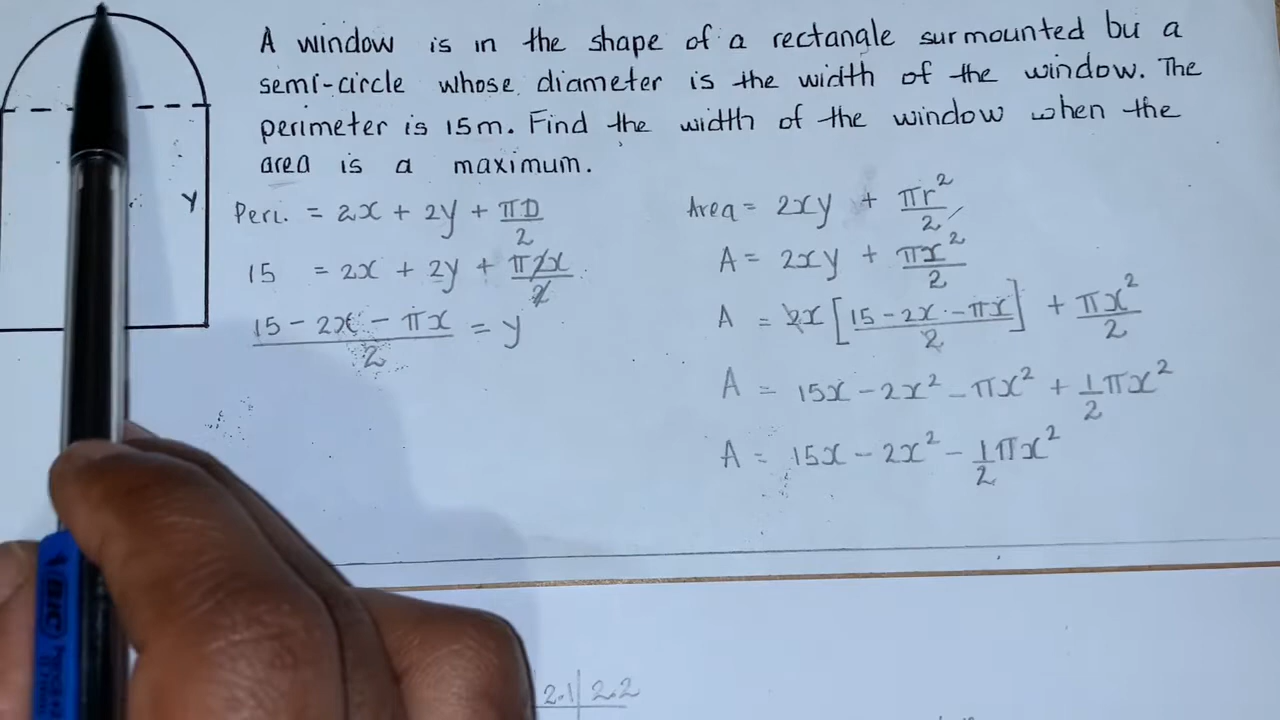 A window is in the shape of a rectangle surmounted by a
semi-circle whose diameter is the width of the window. The
perimeter is 15m. Find the width of the window when the
area is a maximum.
y
Peri. = 2x + 2y + πD/2
15 = 2x + 2y + π2x/2
(15 - 2x - πx)/2 = y
Area = 2xy + πr²/2
A = 2xy + πx²/2
A = 2x[(15 - 2x - πx)/2] + πx²/2
A = 15x - 2x² - πx² + 1/2πx²
A = 15x - 2x² - 1/2πx²
BIC
2.1 | 2.2